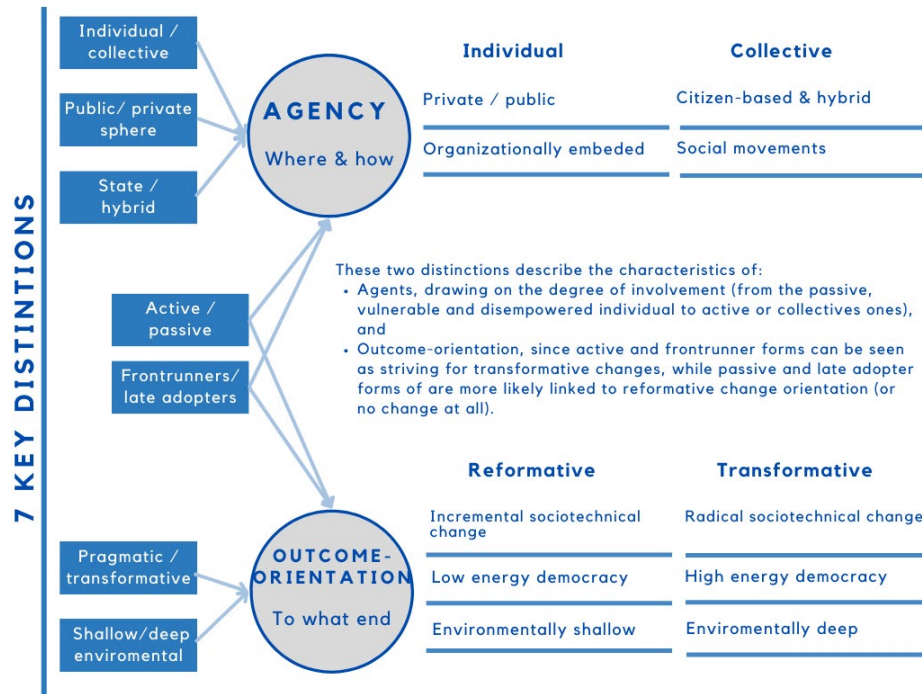 7 KEY DISTINTIONS
Individual /
collective
Public/ private
sphere
State /
hybrid
AGENCY
Where & how
Individual
Collective
Private / public
Citizen-based & hybrid
Organizationally embeded
Social movements
Active /
passive
Frontrunners/
late adopters
These two distinctions describe the characteristics of:
• Agents, drawing on the degree of involvement (from the passive,
vulnerable and disempowered individual to active or collectives ones),
and
• Outcome-orientation, since active and frontrunner forms can be seen
as striving for transformative changes, while passive and late adopter
forms of are more likely linked to reformative change orientation (or
no change at all).
Pragmatic /
transformative
Shallow/deep
enviromental
OUTCOME-
ORIENTATION
To what end
Reformative
Transformative
Incremental sociotechnical
change
Radical sociotechnical change
Low energy democracy
High energy democracy
Environmentally shallow
Enviromentally deep